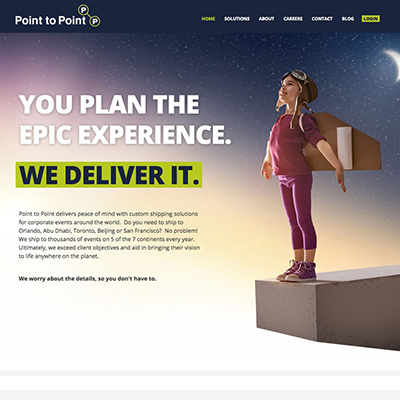 Point to Point P P
HOME SOLUTIONS ABOUT CAREERS CONTACT BLOG LOGIN
YOU PLAN THE
EPIC EXPERIENCE.
WE DELIVER IT.
Point to Point delivers peace of mind with custom shipping solutions
for corporate events around the world. Do you need to ship to
Orlando, Abu Dhabi, Toronto, Beijing or San Francisco? No problem!
We ship to thousands of events on 5 of the 7 continents every year.
Ultimately, we exceed client objectives and aid in bringing their vision
to life anywhere on the planet.
We worry about the details, so you don't have to.